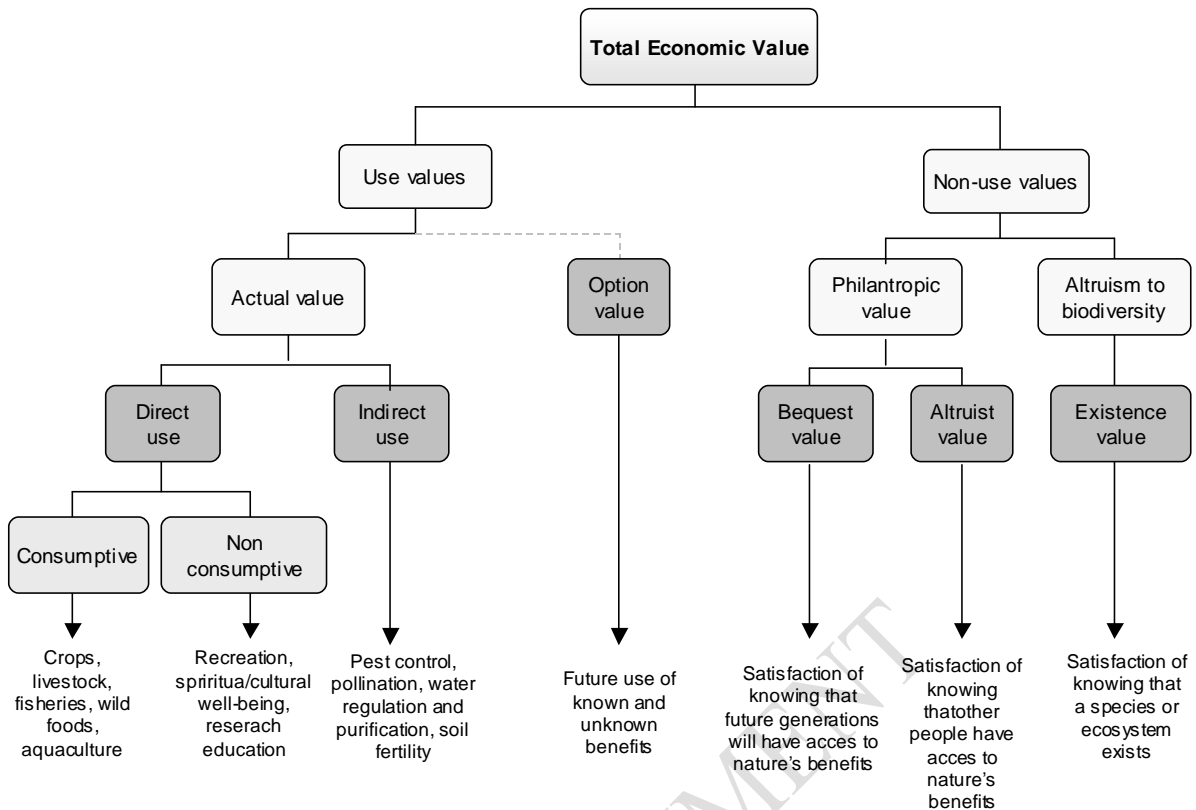 Total Economic Value
Use values
Non-use values
Actual value
Option
value
Philantropic
value
Altruism to
biodiversity
Direct
use
Indirect
use
Bequest
value
Altruist
value
Existence
value
Consumptive
Non
consumptive
Crops,
livestock,
fisheries, wild
foods,
aquaculture
Recreation,
spriritua/cultural
well-being,
reserach
education
Pest control,
pollination, water
regulation and
purification, soil
fertility
Future use of
known and
unknown
benefits
Satisfaction of
knowing that
future generations
will have acces to
nature's benefits
Satisfaction of
knowing
thatother
people have
acces to
nature's
benefits
Satisfaction of
knowing that
a species or
ecosystem
exists
MENT